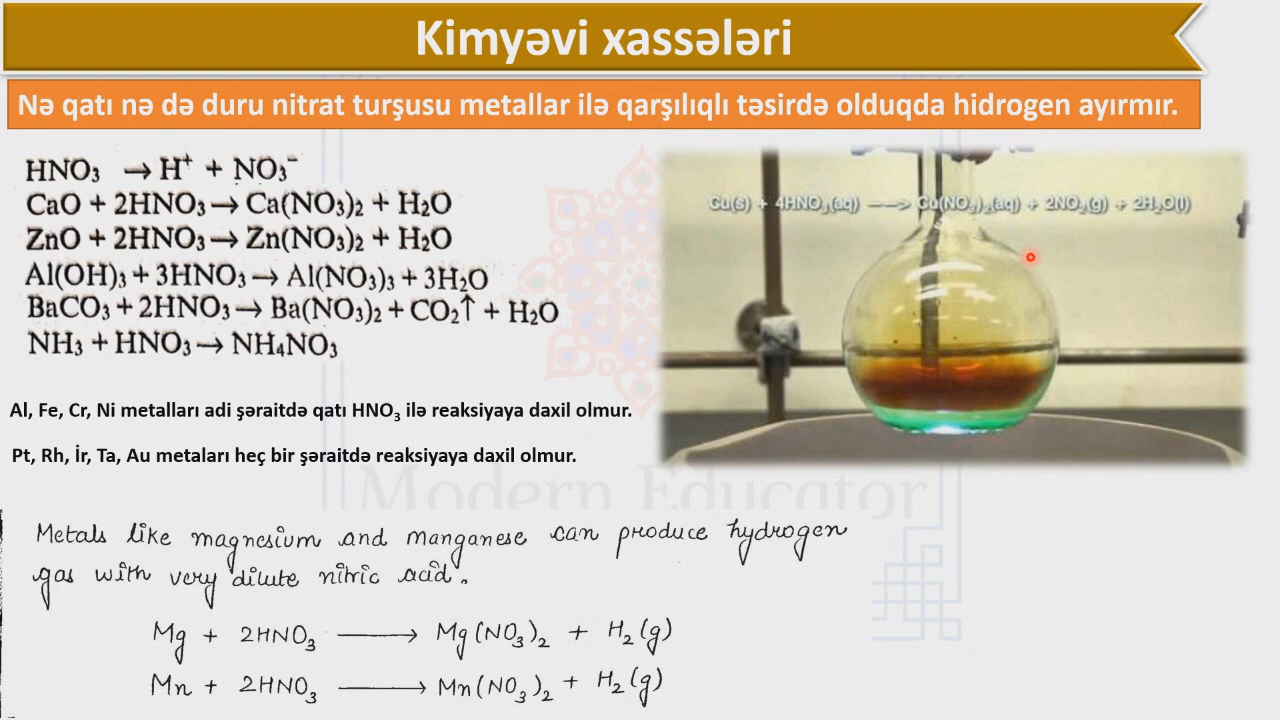 Kimyəvi xassələri
Nə qatı nə də duru nitrat turşusu metallar ilə qarşılıqlı təsirdə olduqda hidrogen ayırmır.
HNO₃ → H⁺ + NO₃⁻
CaO + 2HNO₃ → Ca(NO₃)₂ + H₂O
ZnO + 2HNO₃ → Zn(NO₃)₂ + H₂O
Al(OH)₃ + 3HNO₃ → Al(NO₃)₃ + 3H₂O
BaCO₃ + 2HNO₃ → Ba(NO₃)₂ + CO₂↑ + H₂O
NH₃ + HNO₃ → NH₄NO₃
Cu(s) + 4HNO₃(aq) ——> Cu(NO₃)₂(aq) + 2NO₂(g) + 2H₂O(l)
Al, Fe, Cr, Ni metalları adi şəraitdə qatı HNO₃ ilə reaksiyaya daxil olmur.
Pt, Rh, İr, Ta, Au metaları heç bir şəraitdə reaksiyaya daxil olmur.
Modern Educator
Metals like magnesium and manganese can produce hydrogen
gas with very dilute nitric acid.
Mg + 2HNO₃ ⟶ Mg(NO₃)₂ + H₂(g)
Mn + 2HNO₃ ⟶ Mn(NO₃)₂ + H₂(g)